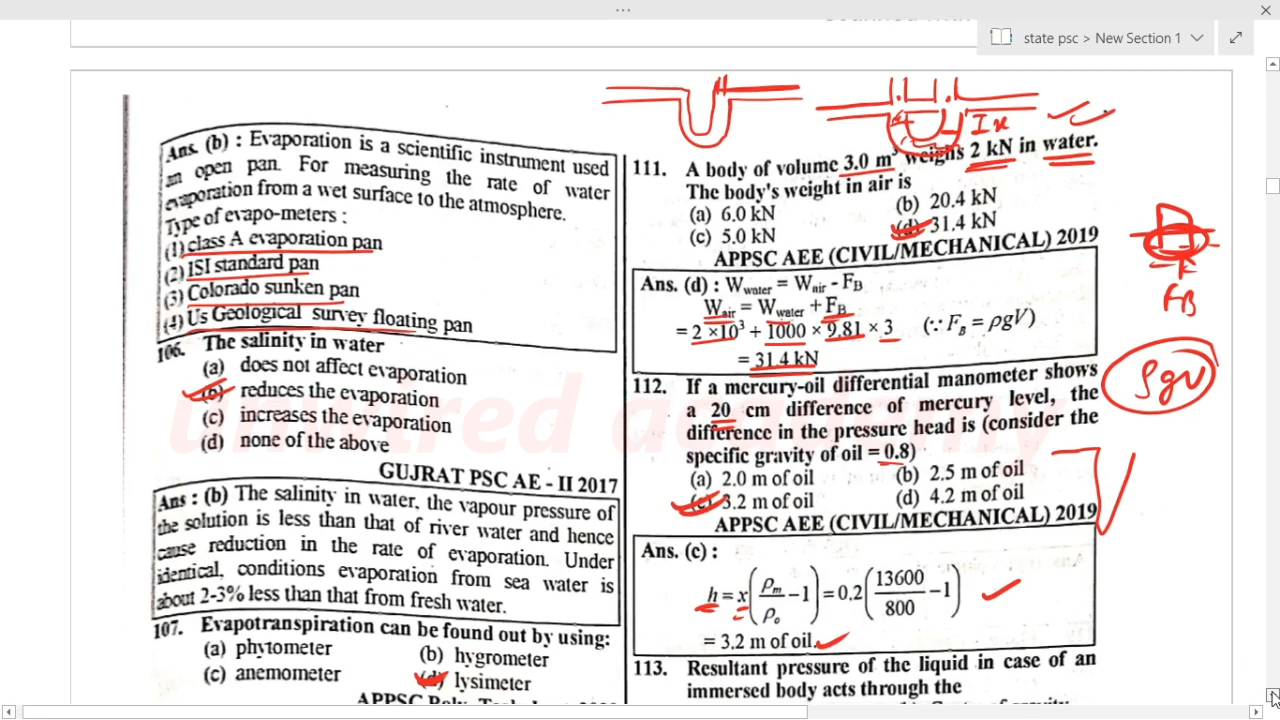 state psc > New Section 1
Ans. (b) : Evaporation is a scientific instrument used
an open pan. For measuring the rate of water
evaporation from a wet surface to the atmosphere.
Type of evapo-meters :
(1) class A evaporation pan
(2) ISI standard pan
(3) Colorado sunken pan
(4) Us Geological survey floating pan
106. The salinity in water
(a) does not affect evaporation
(b) reduces the evaporation
(c) increases the evaporation
(d) none of the above
GUJRAT PSC AE - II 2017
Ans : (b) The salinity in water, the vapour pressure of
the solution is less than that of river water and hence
cause reduction in the rate of evaporation. Under
identical, conditions evaporation from sea water is
about 2-3% less than that from fresh water.
107. Evapotranspiration can be found out by using:
(a) phytometer (b) hygrometer
(c) anemometer (d) lysimeter
111. A body of volume 3.0 m³ weighs 2 kN in water.
The body's weight in air is
(a) 6.0 kN (b) 20.4 kN
(c) 5.0 kN (d) 31.4 kN
APPSC AEE (CIVIL/MECHANICAL) 2019
Ans. (d) : Wwater = Wair - FB
Wair = Wwater + FB
= 2 ×10³ + 1000 × 9.81 × 3 (∵ FB = ρgV)
= 31.4 kN
112. If a mercury-oil differential manometer shows
a 20 cm difference of mercury level, the
difference in the pressure head is (consider the
specific gravity of oil = 0.8)
(a) 2.0 m of oil (b) 2.5 m of oil
(c) 3.2 m of oil (d) 4.2 m of oil
APPSC AEE (CIVIL/MECHANICAL) 2019
Ans. (c) :
h = x(ρm/ρo − 1) = 0.2(13600/800 − 1)
= 3.2 m of oil.
113. Resultant pressure of the liquid in case of an
immersed body acts through the
FB
ρgv